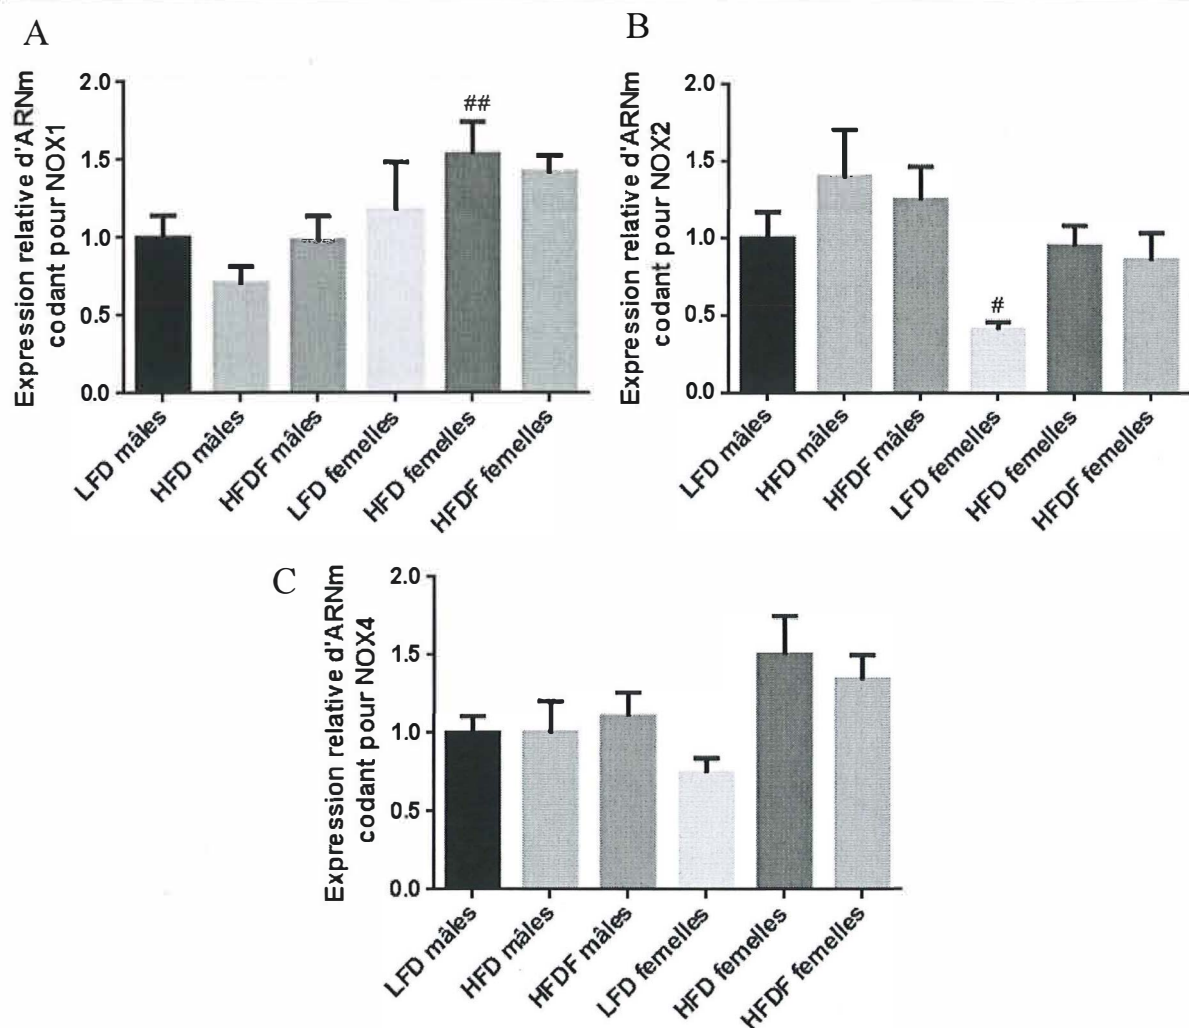 A
Expression relative d'ARNm
codant pour NOX1
2.0
1.5
1.0
0.5
0.0
##
LFD mâles
HFD mâles
HFDF mâles
LFD femelles
HFD femelles
HFDF femelles
B
Expression relative d'ARNm
codant pour NOX2
2.0
1.5
1.0
0.5
0.0
#
LFD mâles
HFD mâles
HFDF mâles
LFD femelles
HFD femelles
HFDF femelles
C
Expression relative d'ARNm
codant pour NOX4
2.0
1.5
1.0
0.5
0.0
LFD mâles
HFD mâles
HFDF mâles
LFD femelles
HFD femelles
HFDF femelles